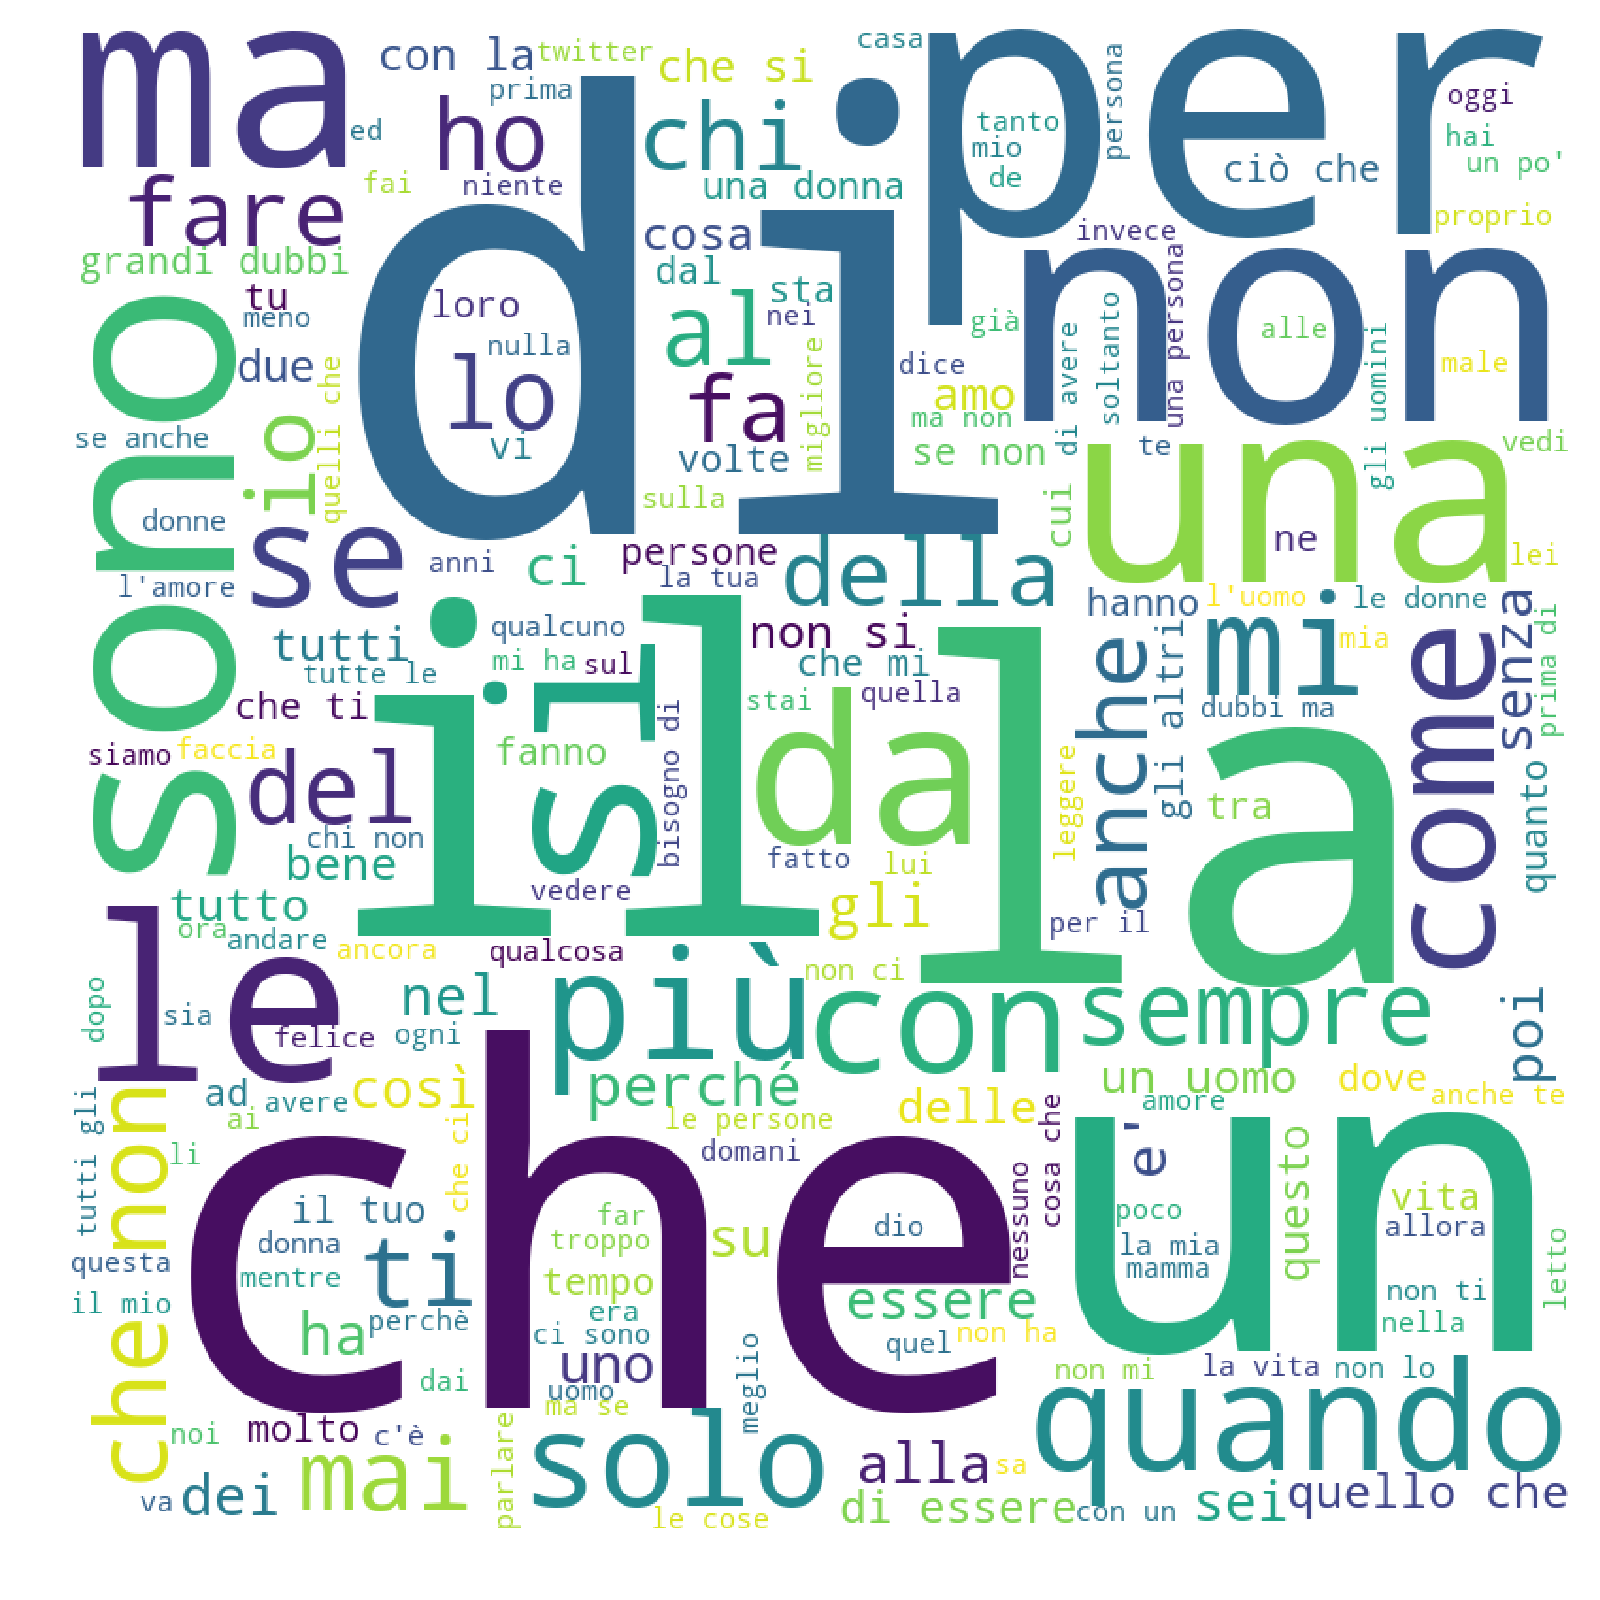 ma
con la
twitter
che si
casa
per
prima
persona
oggi
ed
ho
chi
di
tanto
hai
mio
un po'
fai
niente
una donna
de
ciò che
fare
proprio
cosa
invece
non
grandi dubbi
dal
una persona
tu
loro
sta
soltanto
meno
al
nei
già
alle
gli uomini
nulla
migliore
dice
male
due
lo
fa
amo
di avere
sono
quelli che
io
ma non
se anche
vi
volte
se non
te
vedi
una
sulla
cui
donne
se
ne
anni
ci
persone
della
lei
l'amore
la tua
hanno
l'uomo
le donne
tutti
qualcuno
non si
la
mi
mia
senza
prima di
tutte le
mi ha
sul
che mi
anche
gli altri
come
che ti
il
si
stai
quella
dubbi ma
siamo
faccia
fanno
bisogno di
da
leggere
tra
quanto
del
chi non
bene
fatto
lui
vedere
tutto
gli
ora
andare
ancora
qualcosa
per il
le
più
non ci
con
sempre
poi
dopo
sia
nel
felice
ogni
perché
un uomo
dove
anche te
che non
ad
avere
così
delle
cosa che
amore
tutti gli
ai
le persone
un
li
che ci
che
domani
e'
questo
nessuno
il tuo
far
su
dio
poco
vita
allora
donna
ti
troppo
la mia
questa
mentre
tempo
mamma
letto
il mio
era
essere
non ti
ha
perchè
ci sono
quel
non ha
nella
dai
uno
meglio
non mi
la vita
non lo
uomo
ma se
quando
noi
molto
c'è
parlare
solo
alla
sa
va
dei
mai
le cose
di essere
con un
sei
quello che